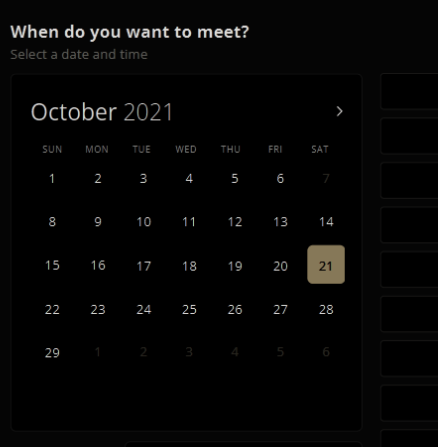 When do you want to meet?
Select a date and time
October 2021
SUN MON TUE WED THU FRI SAT
1 2 3 4 5 6 7
8 9 10 11 12 13 14
15 16 17 18 19 20 21
22 23 24 25 26 27 28
29 1 2 3 4 5 6